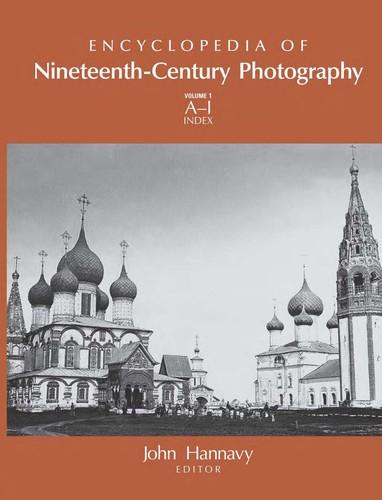 ENCYCLOPEDIA OF
Nineteenth-Century Photography
VOLUME 1
A–I
INDEX
John Hannavy
EDITOR